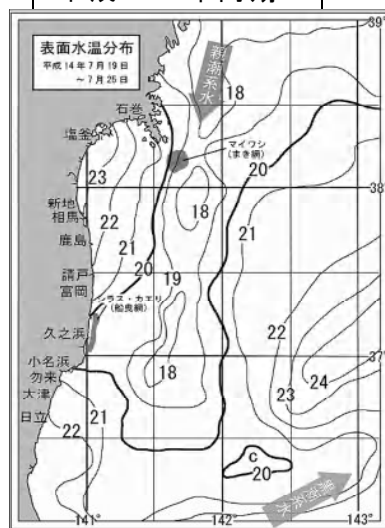 表面水温分布
平成14年7月19日
～7月25日
39°
親潮系水
18
石巻
塩釜
マイワシ
(まき網)
23
20
38°
新地
相馬
18
22
21
鹿島
21
20
19
請戸
富岡
シラス・カエリ
(船曳網)
22
久之浜
37°
小名浜
18
24
勿来
23
大津
21
日立
22
C
20
141°
142°
143°